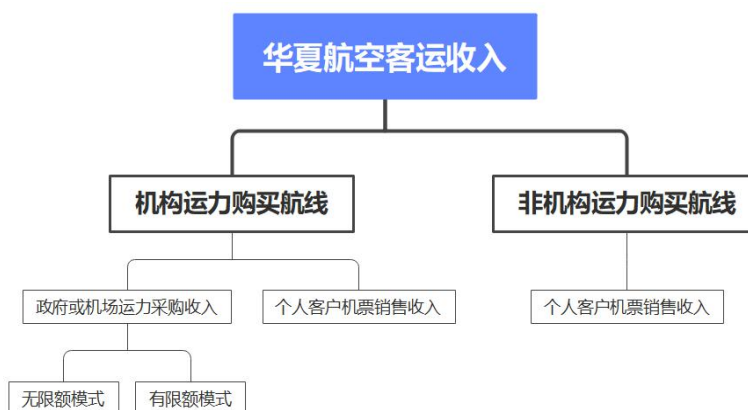 华夏航空客运收入
机构运力购买航线
非机构运力购买航线
政府或机场运力采购收入
个人客户机票销售收入
个人客户机票销售收入
无限额模式
有限额模式